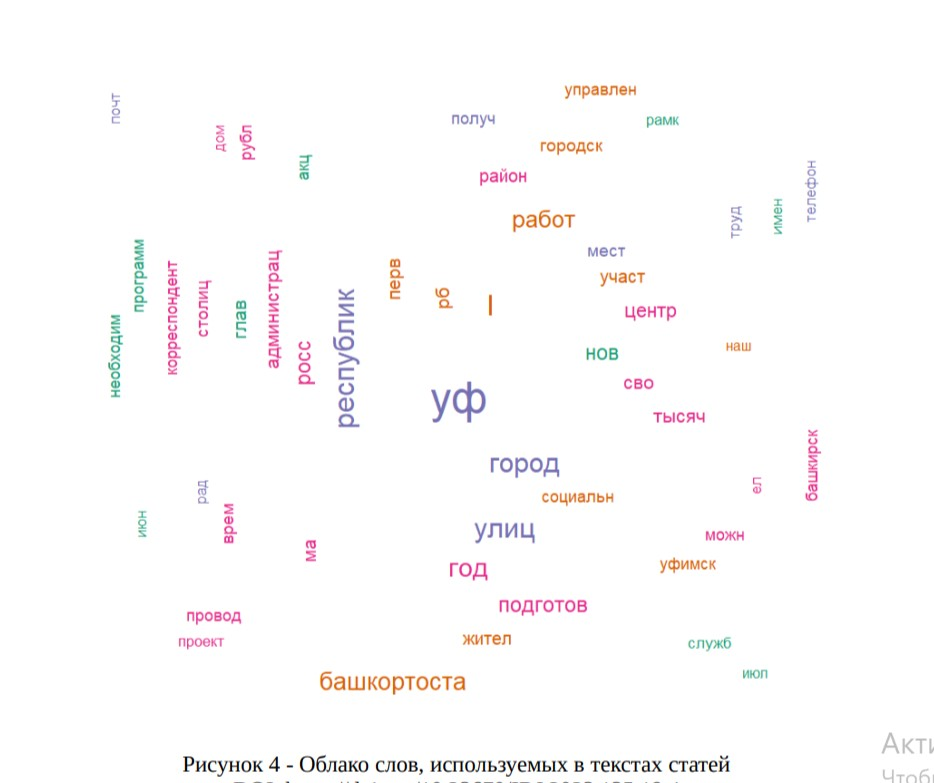 управлен
почт
получ
рамк
дом
рубл
городск
акц
район
телефон
труд
имен
работ
мест
программ
корреспондент
столиц
глав
администрац
перв
рб
участ
центр
необходим
росс
республик
нов
наш
сво
уф
тысяч
башкирск
город
рад
ел
социальн
июн
врем
улиц
можн
ма
уфимск
год
подготов
провод
проект
жител
служб
июл
башкортоста
Рисунок 4 - Облако слов, используемых в текстах статей
Акти
Чтобы